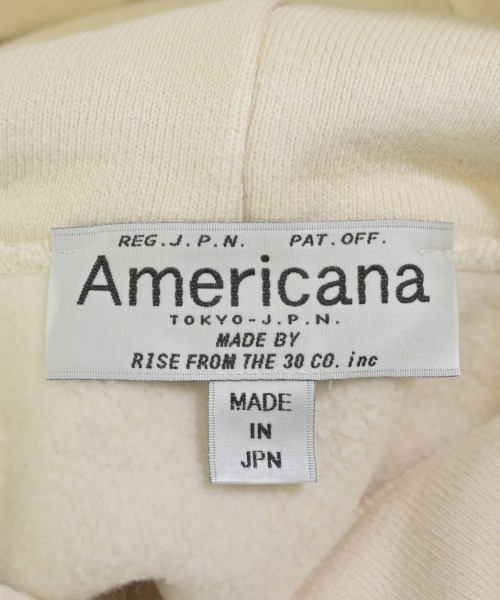 REG.J.P.N. PAT.OFF.
Americana
TOKYO-J.P.N.
MADE BY
RISE FROM THE 30 CO. inc
MADE
IN
JPN